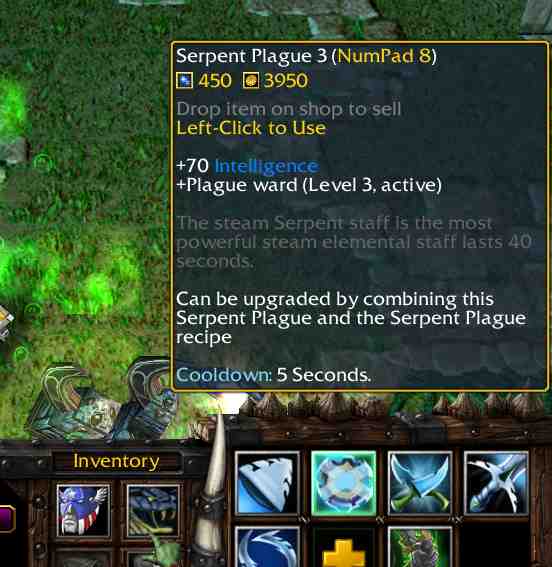 Serpent Plague 3 (NumPad 8)
450 3950
Drop item on shop to sell
Left-Click to Use
+70 Intelligence
+Plague ward (Level 3, active)
The steam Serpent staff is the most
powerful steam elemental staff lasts 40
seconds.
Can be upgraded by combining this
Serpent Plague and the Serpent Plague
recipe
Cooldown: 5 Seconds.
Inventory